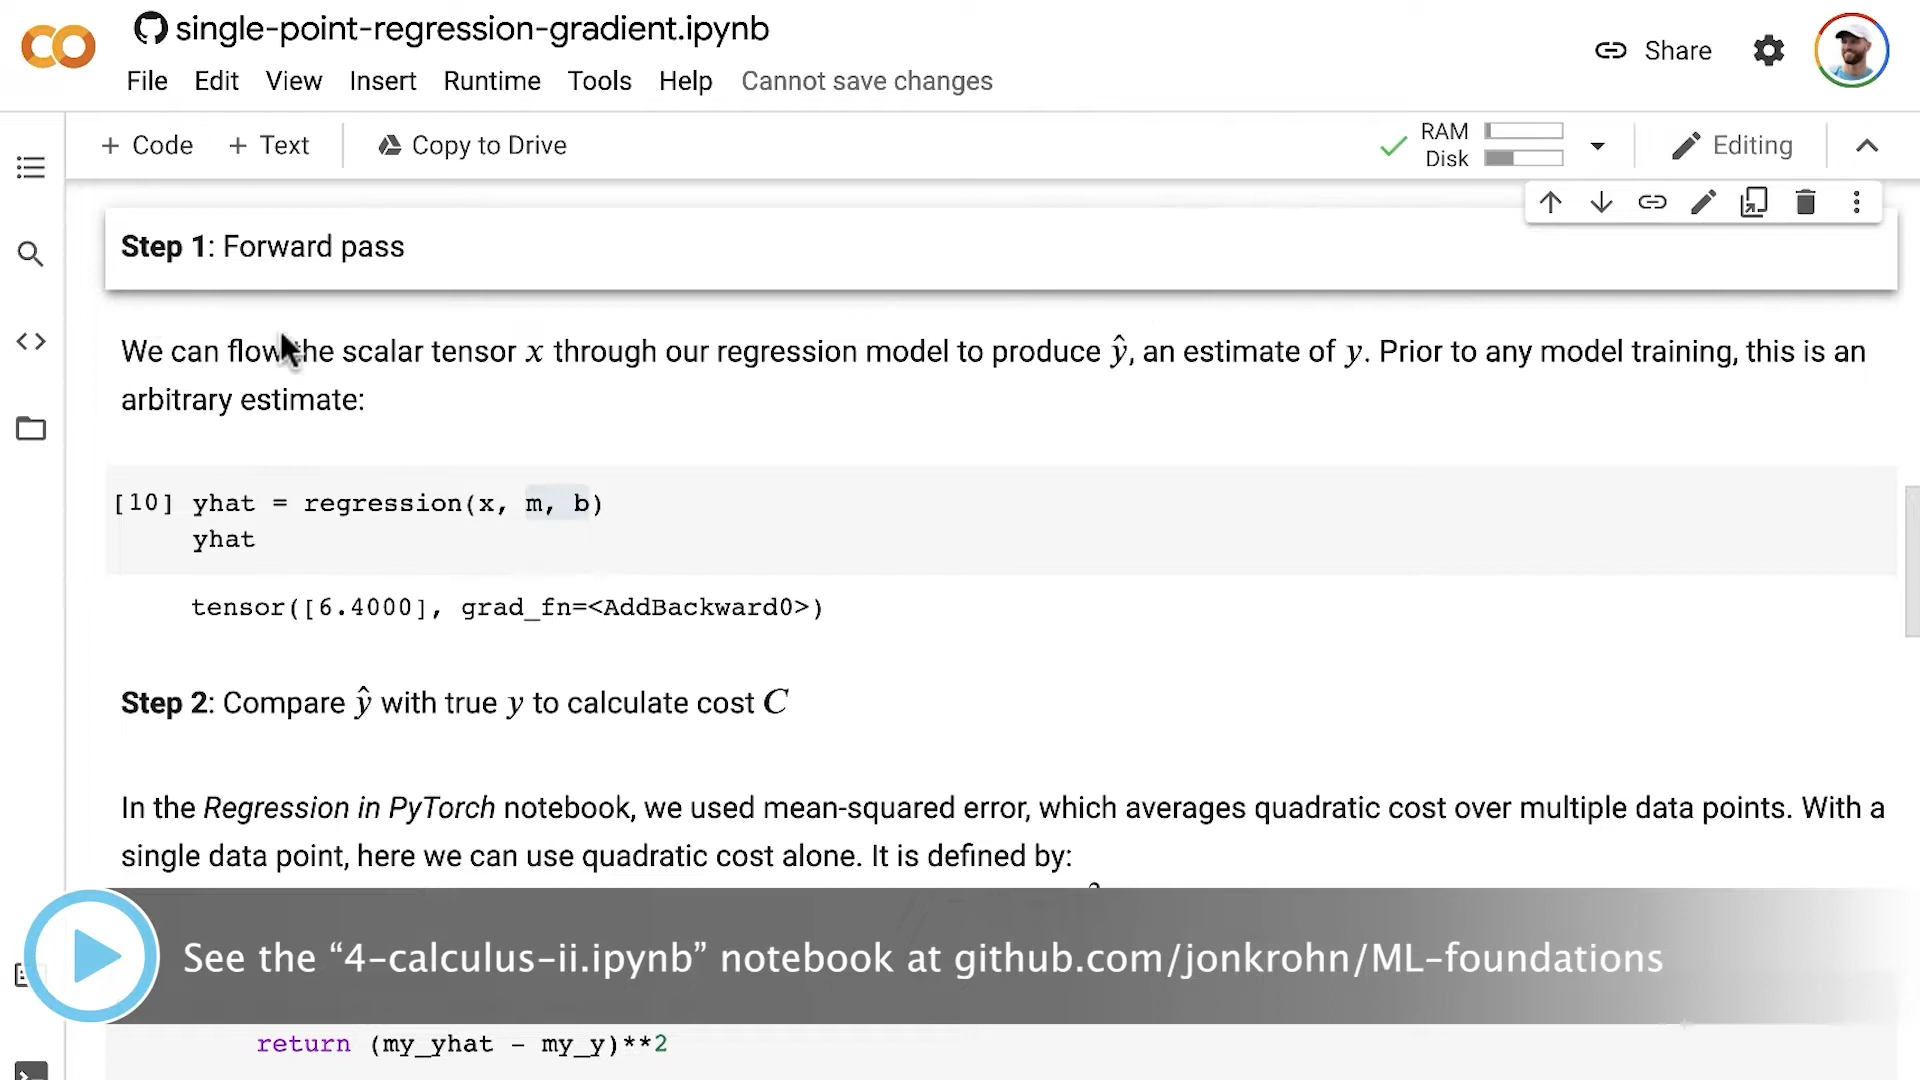 single-point-regression-gradient.ipynb
File Edit View Insert Runtime Tools Help Cannot save changes
Share
+ Code + Text Copy to Drive
RAM
Disk
Editing
Step 1: Forward pass
We can flow the scalar tensor x through our regression model to produce ŷ, an estimate of y. Prior to any model training, this is an
arbitrary estimate:
[10] yhat = regression(x, m, b)
yhat
tensor([6.4000], grad_fn=<AddBackward0>)
Step 2: Compare ŷ with true y to calculate cost C
In the Regression in PyTorch notebook, we used mean-squared error, which averages quadratic cost over multiple data points. With a
single data point, here we can use quadratic cost alone. It is defined by:
See the “4-calculus-ii.ipynb” notebook at github.com/jonkrohn/ML-foundations
return (my_yhat - my_y)**2